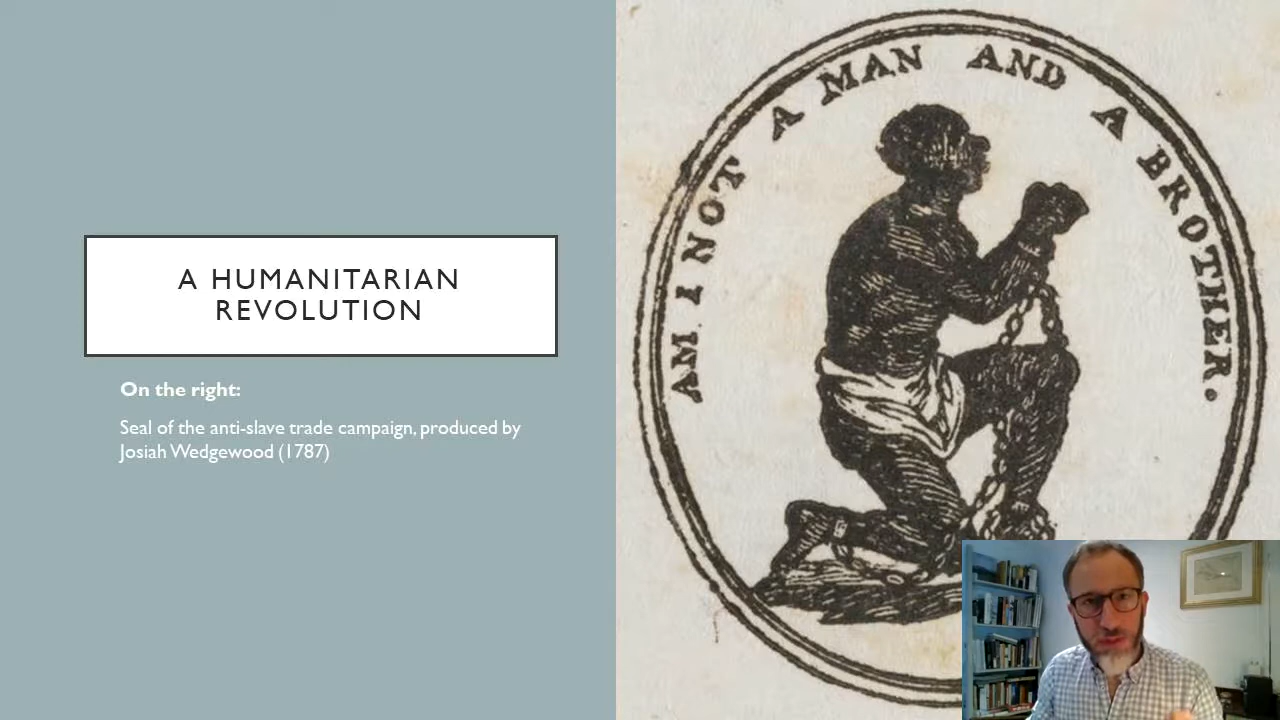 A HUMANITARIAN
REVOLUTION
On the right:
Seal of the anti-slave trade campaign, produced by
Josiah Wedgewood (1787)
AM I NOT A MAN AND A BROTHER.